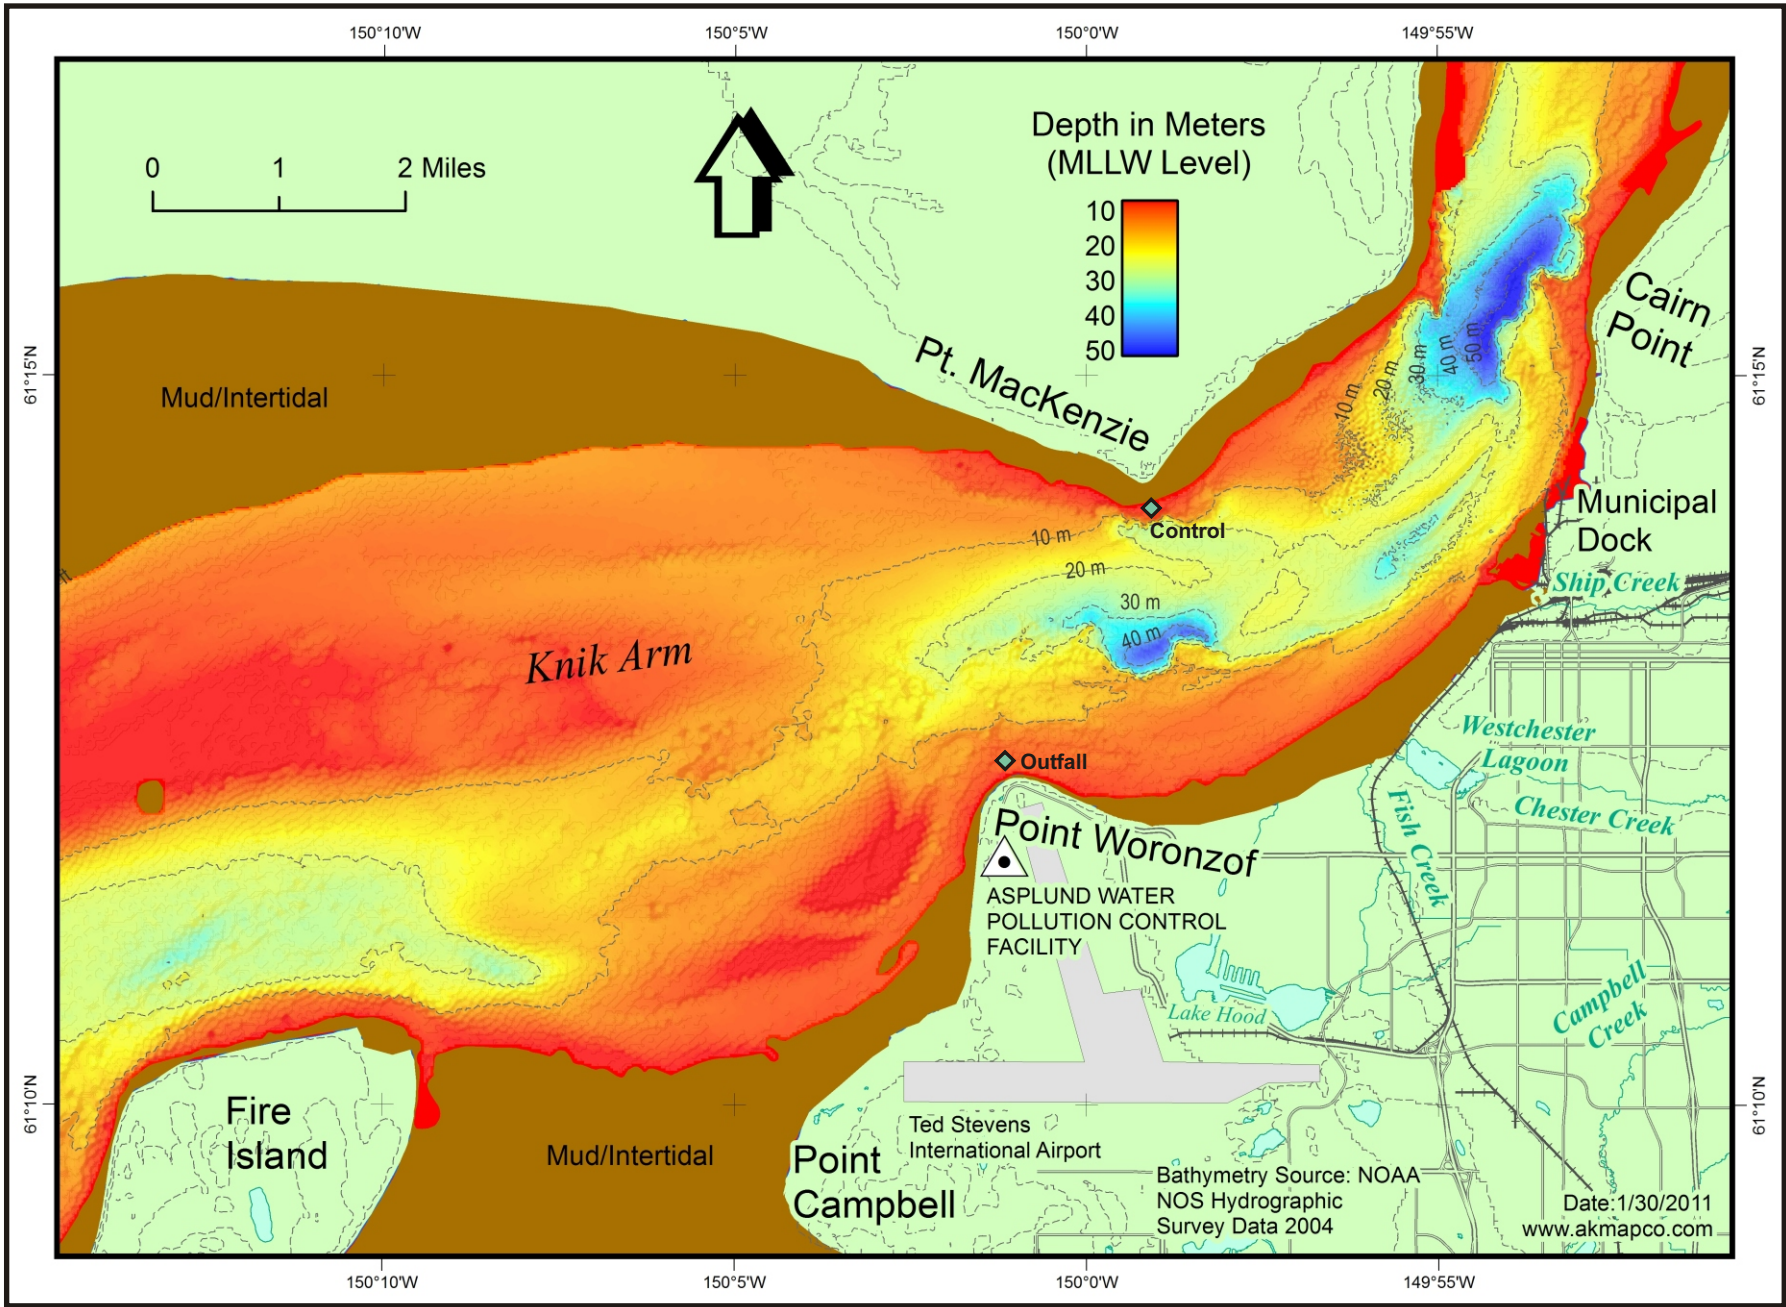 150°10'W
150°5'W
150°0'W
149°55'W
0 1 2 Miles
Depth in Meters
(MLLW Level)
10
20
30
40
50
Cairn
Point
61°15'N
61°15'N
Mud/Intertidal
Pt. MacKenzie
10 m
20 m
30 m
40 m
50 m
Control
Municipal
Dock
Ship Creek
10 m
20 m
30 m
40 m
Knik Arm
Westchester
Lagoon
Outfall
Chester Creek
Fish Creek
Point Woronzof
ASPLUND WATER
POLLUTION CONTROL
FACILITY
Lake Hood
Campbell
Creek
61°10'N
61°10'N
Fire
Island
Mud/Intertidal
Ted Stevens
International Airport
Point
Campbell
Bathymetry Source: NOAA
NOS Hydrographic
Survey Data 2004
Date:1/30/2011
www.akmapco.com
150°10'W
150°5'W
150°0'W
149°55'W